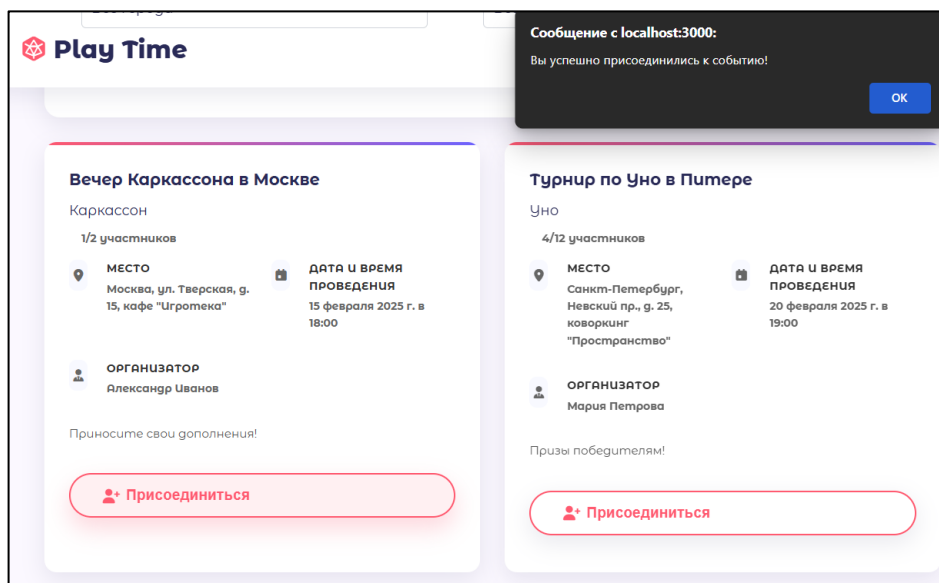 Play Time
Сообщение с localhost:3000:
Вы успешно присоединились к событию!
ОК
Вечер Каркассона в Москве
Каркассон
1/2 участников
МЕСТО
Москва, ул. Тверская, д.
15, кафе "Игротека"
ДАТА И ВРЕМЯ
ПРОВЕДЕНИЯ
15 февраля 2025 г. в
18:00
ОРГАНИЗАТОР
Александр Иванов
Приносите свои дополнения!
Присоединиться
Турнир по Уно в Питере
Уно
4/12 участников
МЕСТО
Санкт-Петербург,
Невский пр., д. 25,
коворкинг
"Пространство"
ДАТА И ВРЕМЯ
ПРОВЕДЕНИЯ
20 февраля 2025 г. в
19:00
ОРГАНИЗАТОР
Мария Петрова
Призы победителям!
Присоединиться